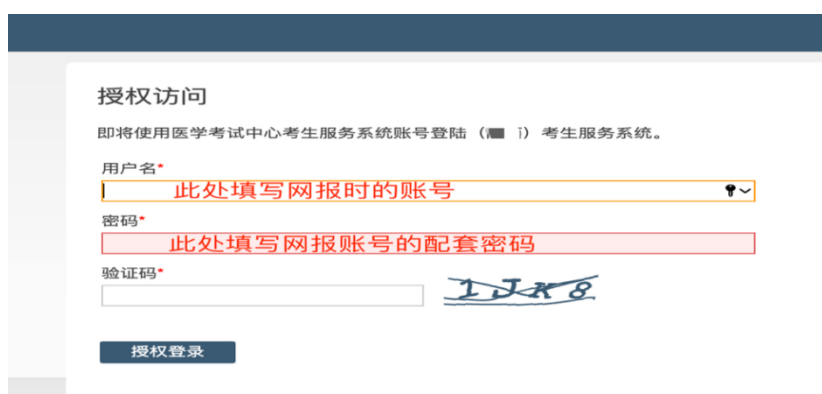 授权访问
即将使用医学考试中心考生服务系统账号登陆（ ）考生服务系统。
用户名*
此处填写网报时的账号
密码*
此处填写网报账号的配套密码
验证码*
1JK8
授权登录